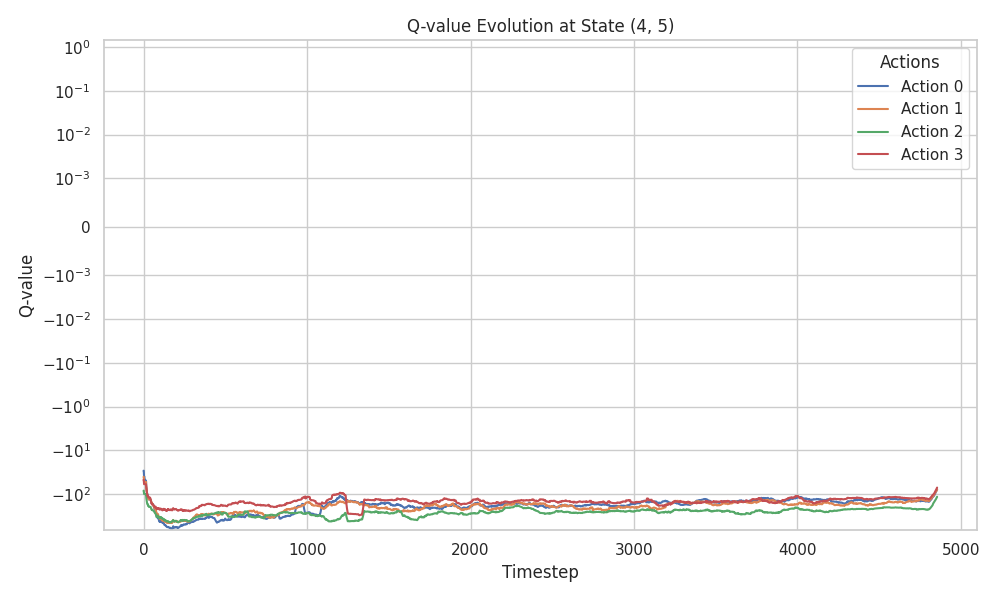 Q-value Evolution at State (4, 5)
10⁰
10⁻¹
10⁻²
10⁻³
0
−10⁻³
−10⁻²
−10⁻¹
−10⁰
−10¹
−10²
Q-value
Actions
Action 0
Action 1
Action 2
Action 3
0 1000 2000 3000 4000 5000
Timestep